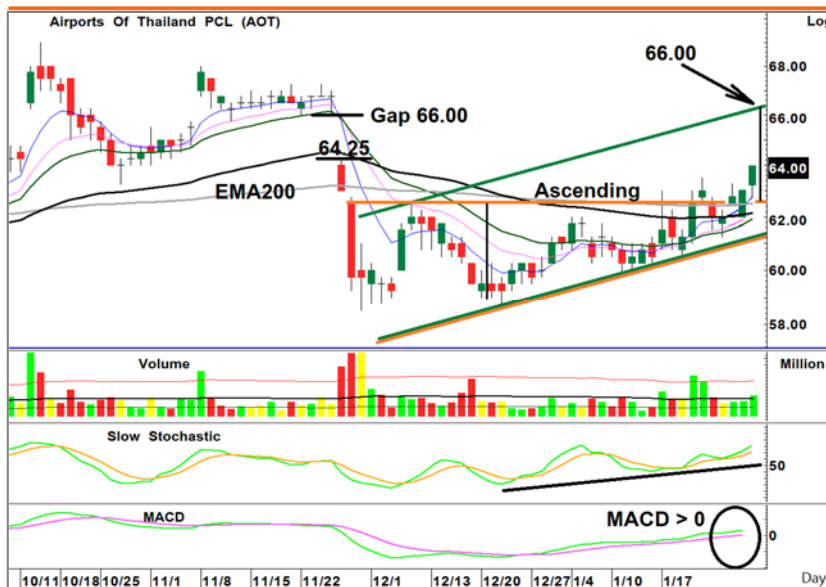 Airports Of Thailand PCL (AOT)
Log
66.00
68.00
Gap 66.00
66.00
64.25
64.00
EMA200
Ascending
62.00
60.00
58.00
Volume
Million
Slow Stochastic
50
MACD
MACD > 0
0
10/11 10/18 10/25 11/1 11/8 11/15 11/22 12/1 12/13 12/20 12/27 1/4 1/10 1/17
Day